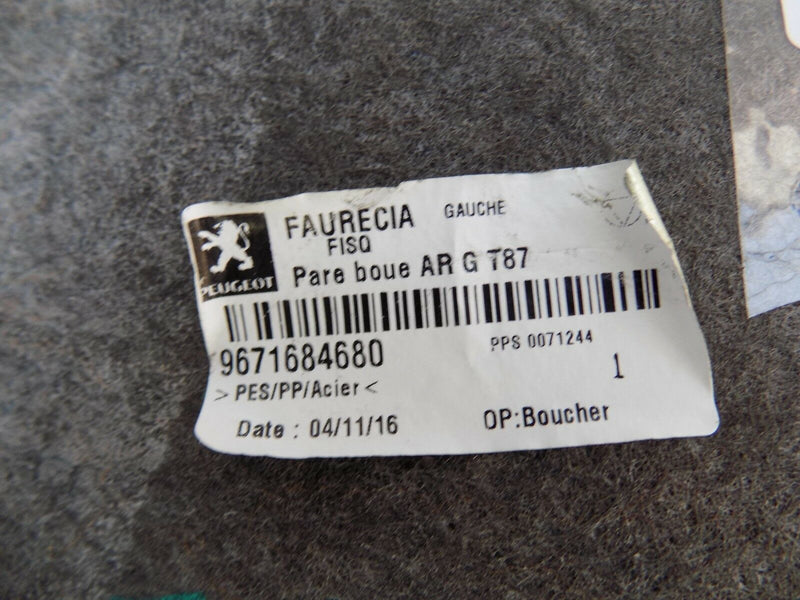 FAURECIA GAUCHE
FISQ
PEUGEOT
Pare boue AR G T87
9671684680 PPS 0071244
1
> PES/PP/Acier <
Date : 04/11/16 OP:Boucher